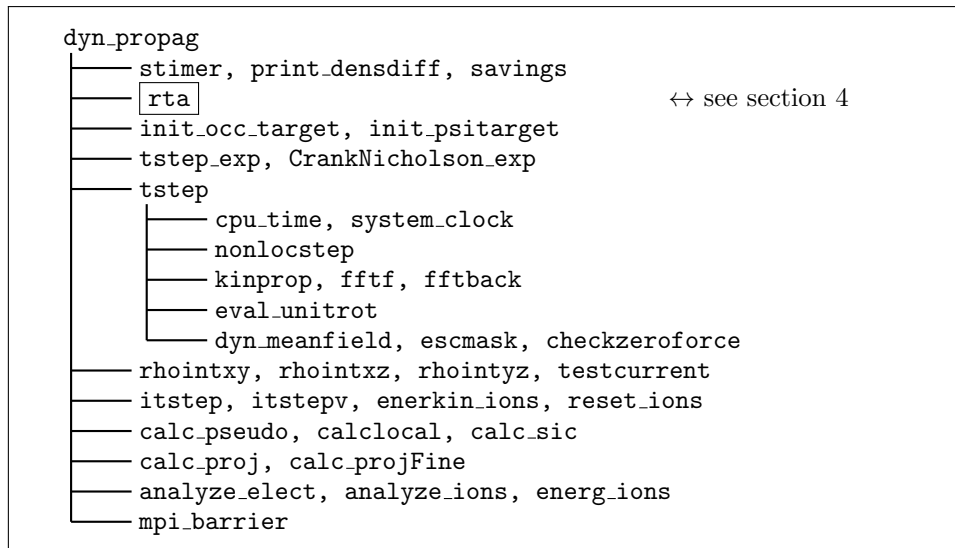 dyn_propag
stimer, print_densdiff, savings
rta ↔ see section 4
init_occ_target, init_psitarget
tstep_exp, CrankNicholson_exp
tstep
cpu_time, system_clock
nonlocstep
kinprop, fftf, fftback
eval_unitrot
dyn_meanfield, escmask, checkzeroforce
rhointxy, rhointxz, rhointyz, testcurrent
itstep, itstepv, enerkin_ions, reset_ions
calc_pseudo, calclocal, calc_sic
calc_proj, calc_projFine
analyze_elect, analyze_ions, energ_ions
mpi_barrier